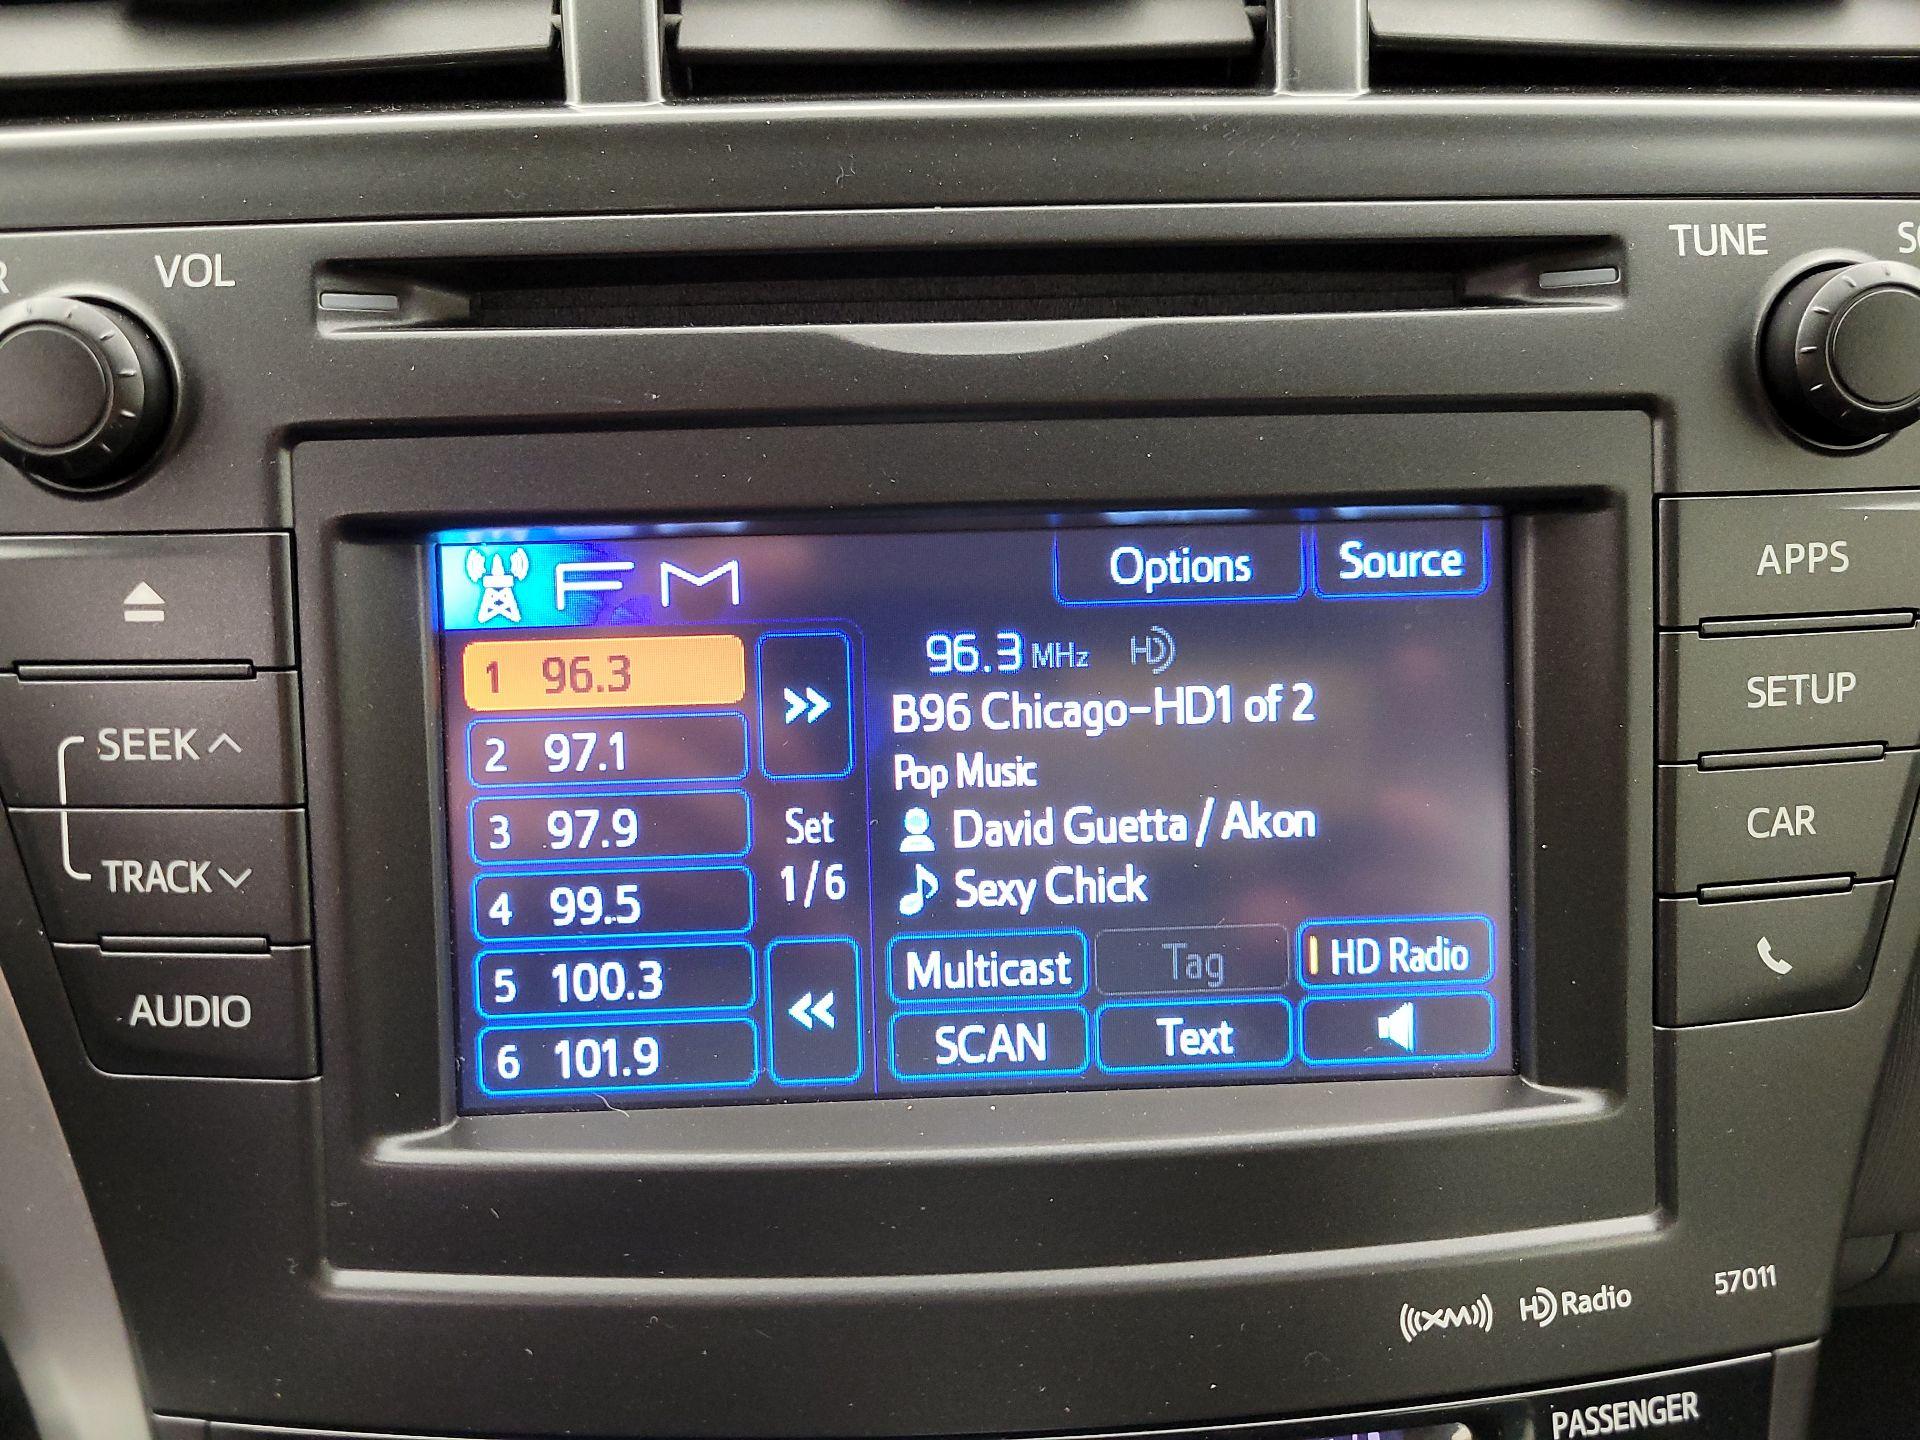 VOL
TUNE
FM
Options
Source
1 96.3
2 97.1
3 97.9
4 99.5
5 100.3
6 101.9
>>
Set
1/6
<<
96.3 MHz HD
B96 Chicago-HD1 of 2
Pop Music
David Guetta / Akon
Sexy Chick
Multicast
Tag
HD Radio
SCAN
Text
SEEK
TRACK
AUDIO
APPS
SETUP
CAR
(((XM)))
HD Radio
57011
PASSENGER